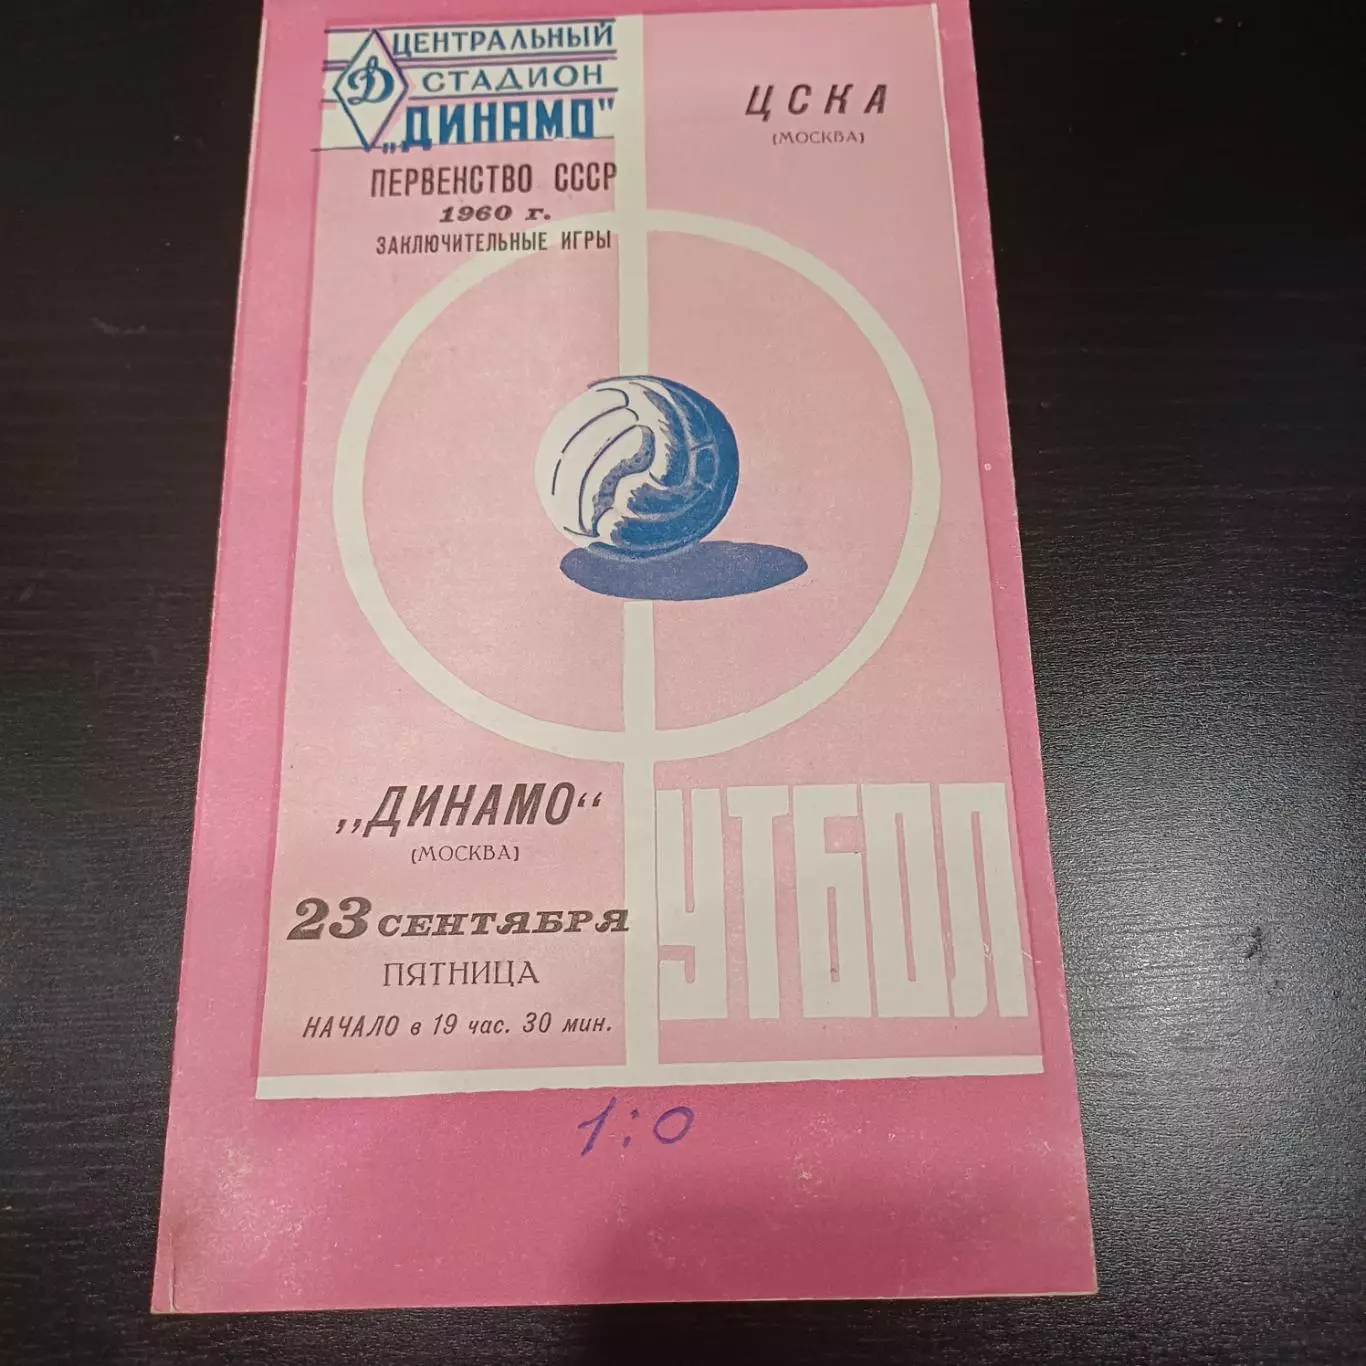 Д
ЦЕНТРАЛЬНЫЙ
СТАДИОН
„ДИНАМО"
ПЕРВЕНСТВО СССР
1960 г.
ЗАКЛЮЧИТЕЛЬНЫЕ ИГРЫ
ЦСКА
(МОСКВА)
„ДИНАМО“
(МОСКВА)
23 СЕНТЯБРЯ
ПЯТНИЦА
НАЧАЛО в 19 час. 30 мин.
УТБОЛ
1:0